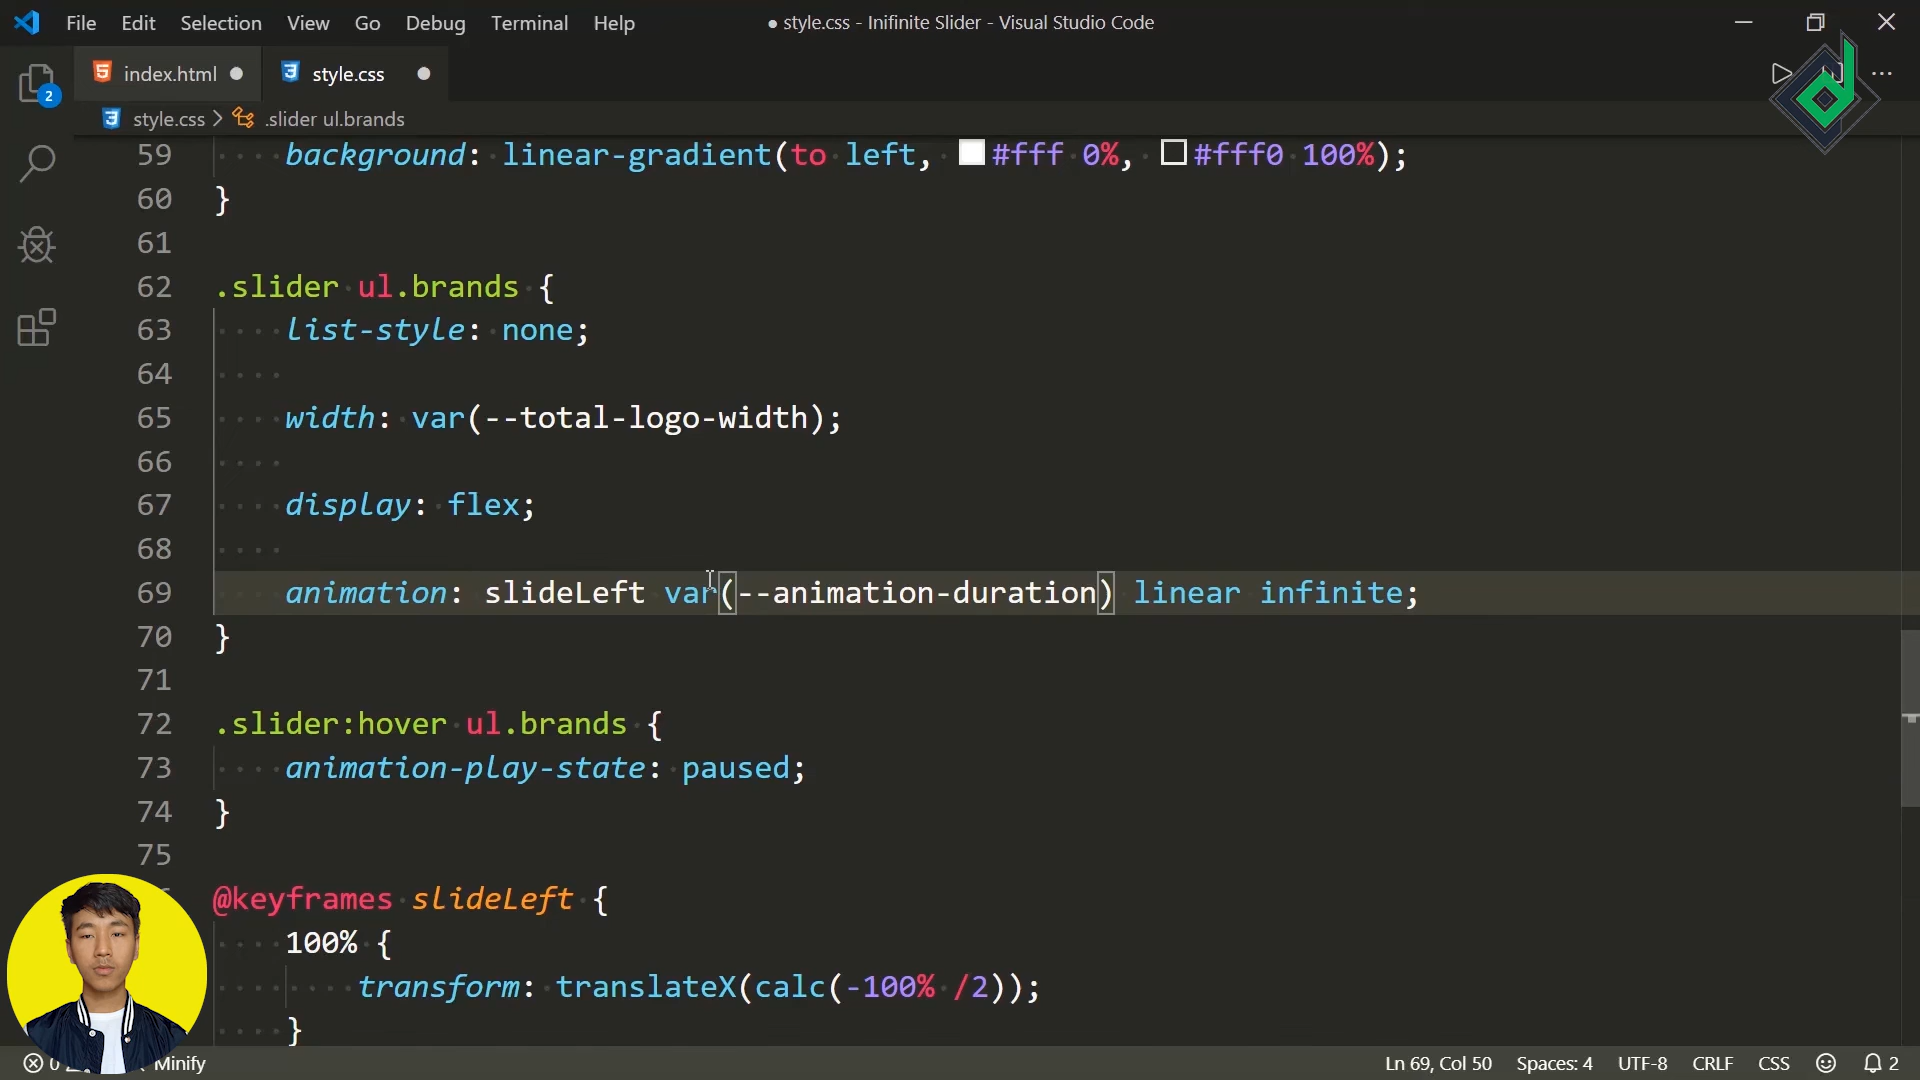 File Edit Selection View Go Debug Terminal Help ● style.css - Inifinite Slider - Visual Studio Code
index.html style.css
style.css > .slider ul.brands
59 background: linear-gradient(to left, #fff 0%, #fff0 100%);
60 }
61
62 .slider ul.brands {
63 list-style: none;
64
65 width: var(--total-logo-width);
66
67 display: flex;
68
69 animation: slideLeft var(--animation-duration) linear infinite;
70 }
71
72 .slider:hover ul.brands {
73 animation-play-state: paused;
74 }
75
@keyframes slideLeft {
100% {
transform: translateX(calc(-100% /2));
}
2
0 Minify Ln 69, Col 50 Spaces: 4 UTF-8 CRLF CSS 2